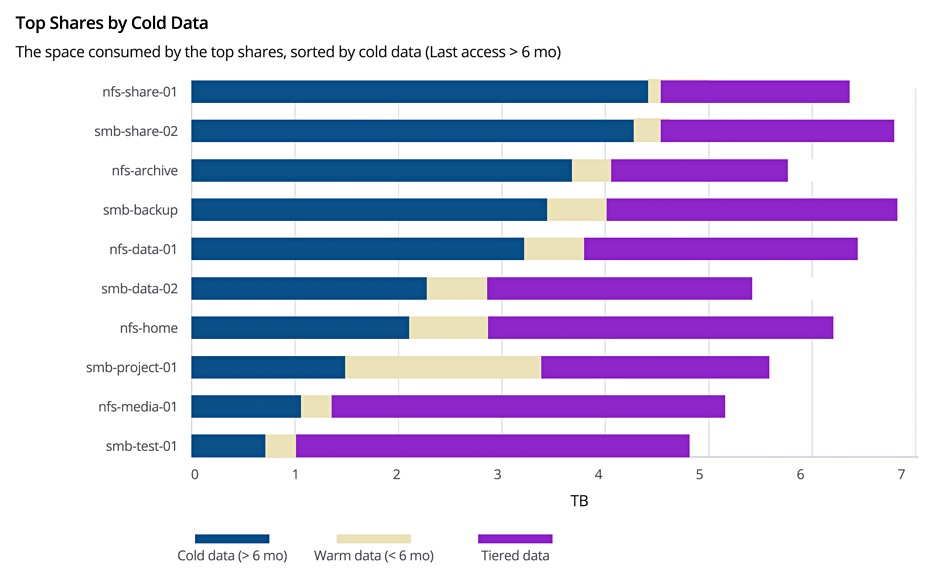 Top Shares by Cold Data
The space consumed by the top shares, sorted by cold data (Last access > 6 mo)
nfs-share-01
smb-share-02
nfs-archive
smb-backup
nfs-data-01
smb-data-02
nfs-home
smb-project-01
nfs-media-01
smb-test-01
0 1 2 3 4 5 6 7
TB
Cold data (> 6 mo) Warm data (< 6 mo) Tiered data